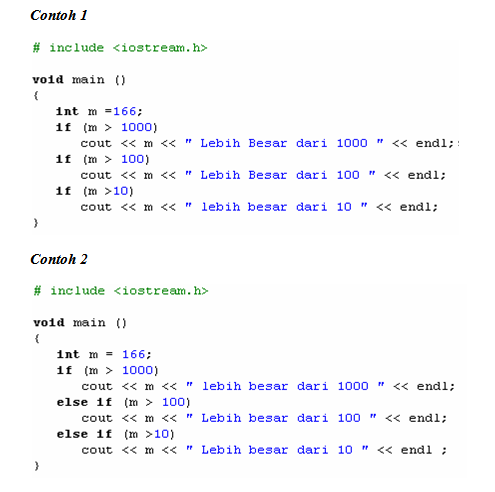 Contoh 1
# include <iostream.h>
void main ()
{
int m =166;
if (m > 1000)
cout << m << " Lebih Besar dari 1000 " << endl;
if (m > 100)
cout << m << " Lebih Besar dari 100 " << endl;
if (m >10)
cout << m << " lebih besar dari 10 " << endl;
}
Contoh 2
# include <iostream.h>
void main ()
{
int m = 166;
if (m > 1000)
cout << m << " lebih besar dari 1000 " << endl;
else if (m > 100)
cout << m << " Lebih besar dari 100 " << endl;
else if (m >10)
cout << m << " Lebih besar dari 10 " << endl ;
}